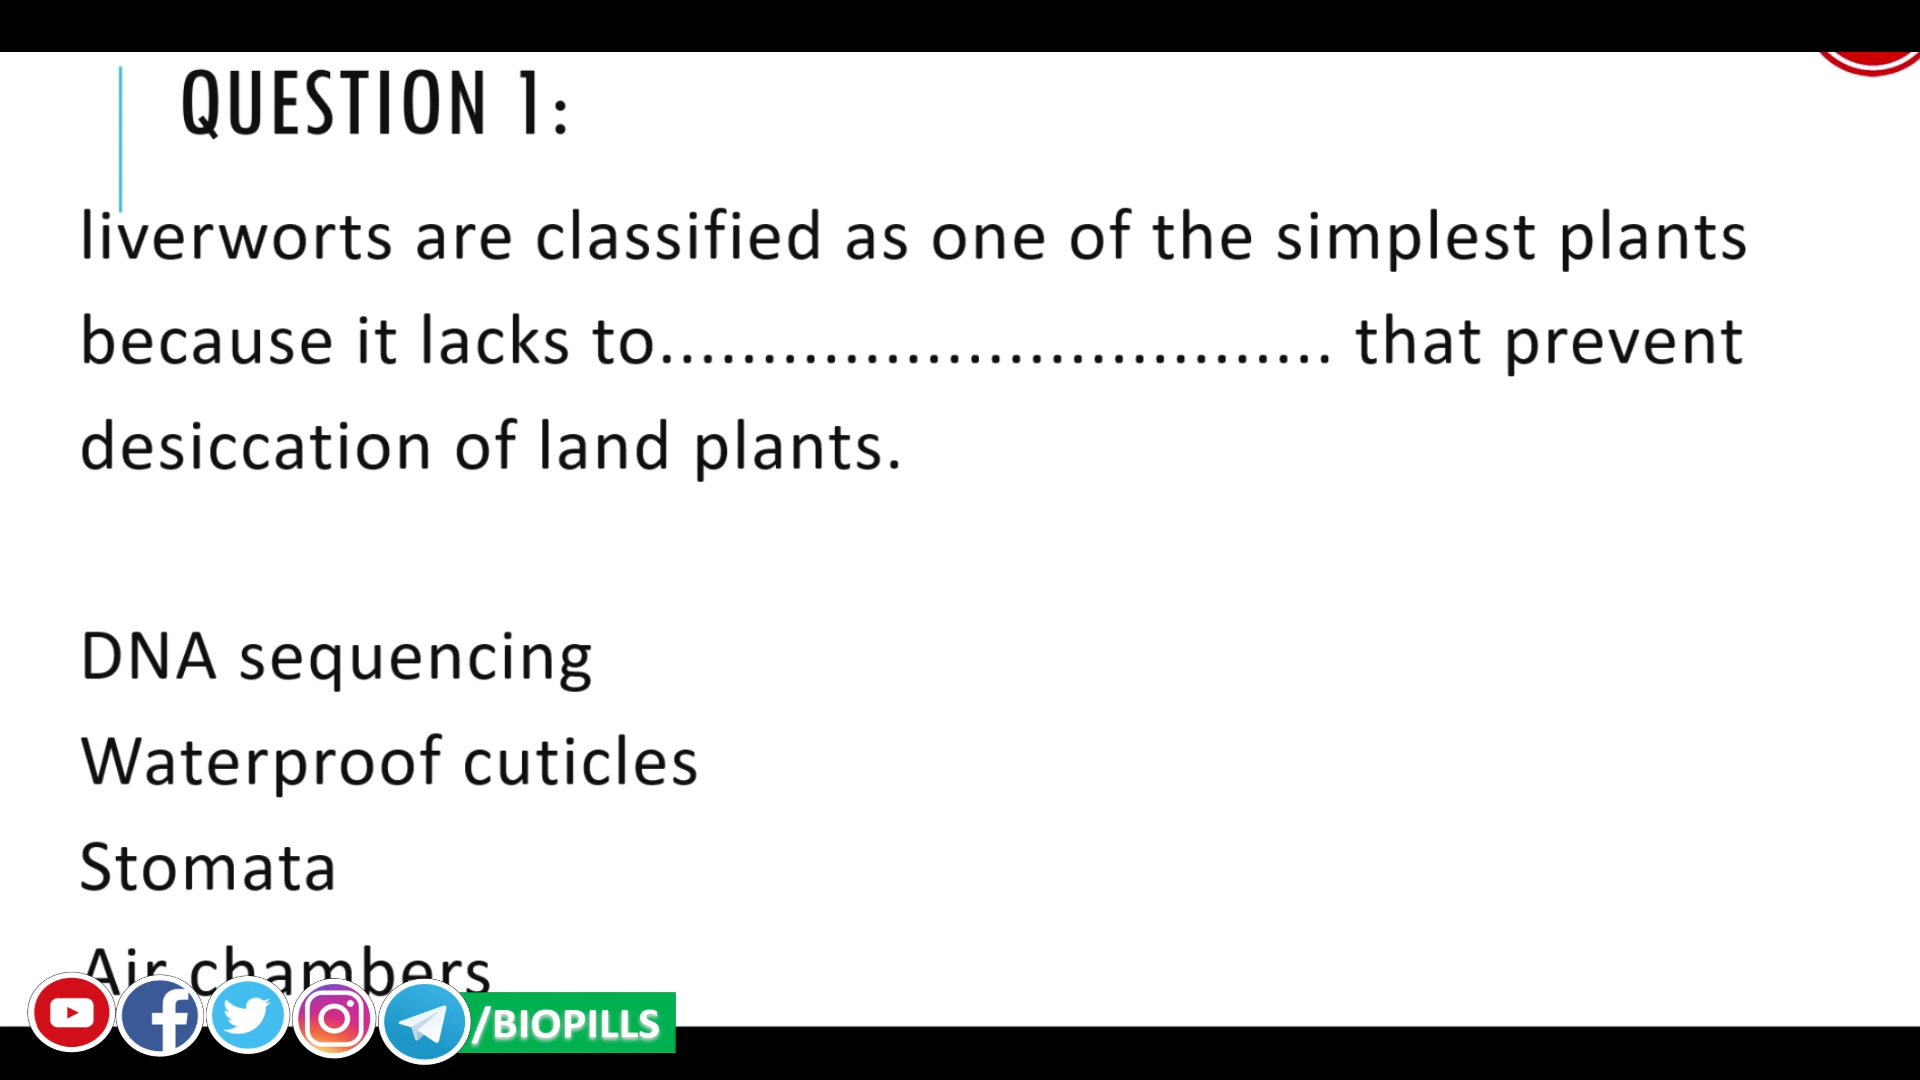 QUESTION 1:
liverworts are classified as one of the simplest plants
because it lacks to................................. that prevent
desiccation of land plants.
DNA sequencing
Waterproof cuticles
Stomata
Air chambers
/BIOPILLS